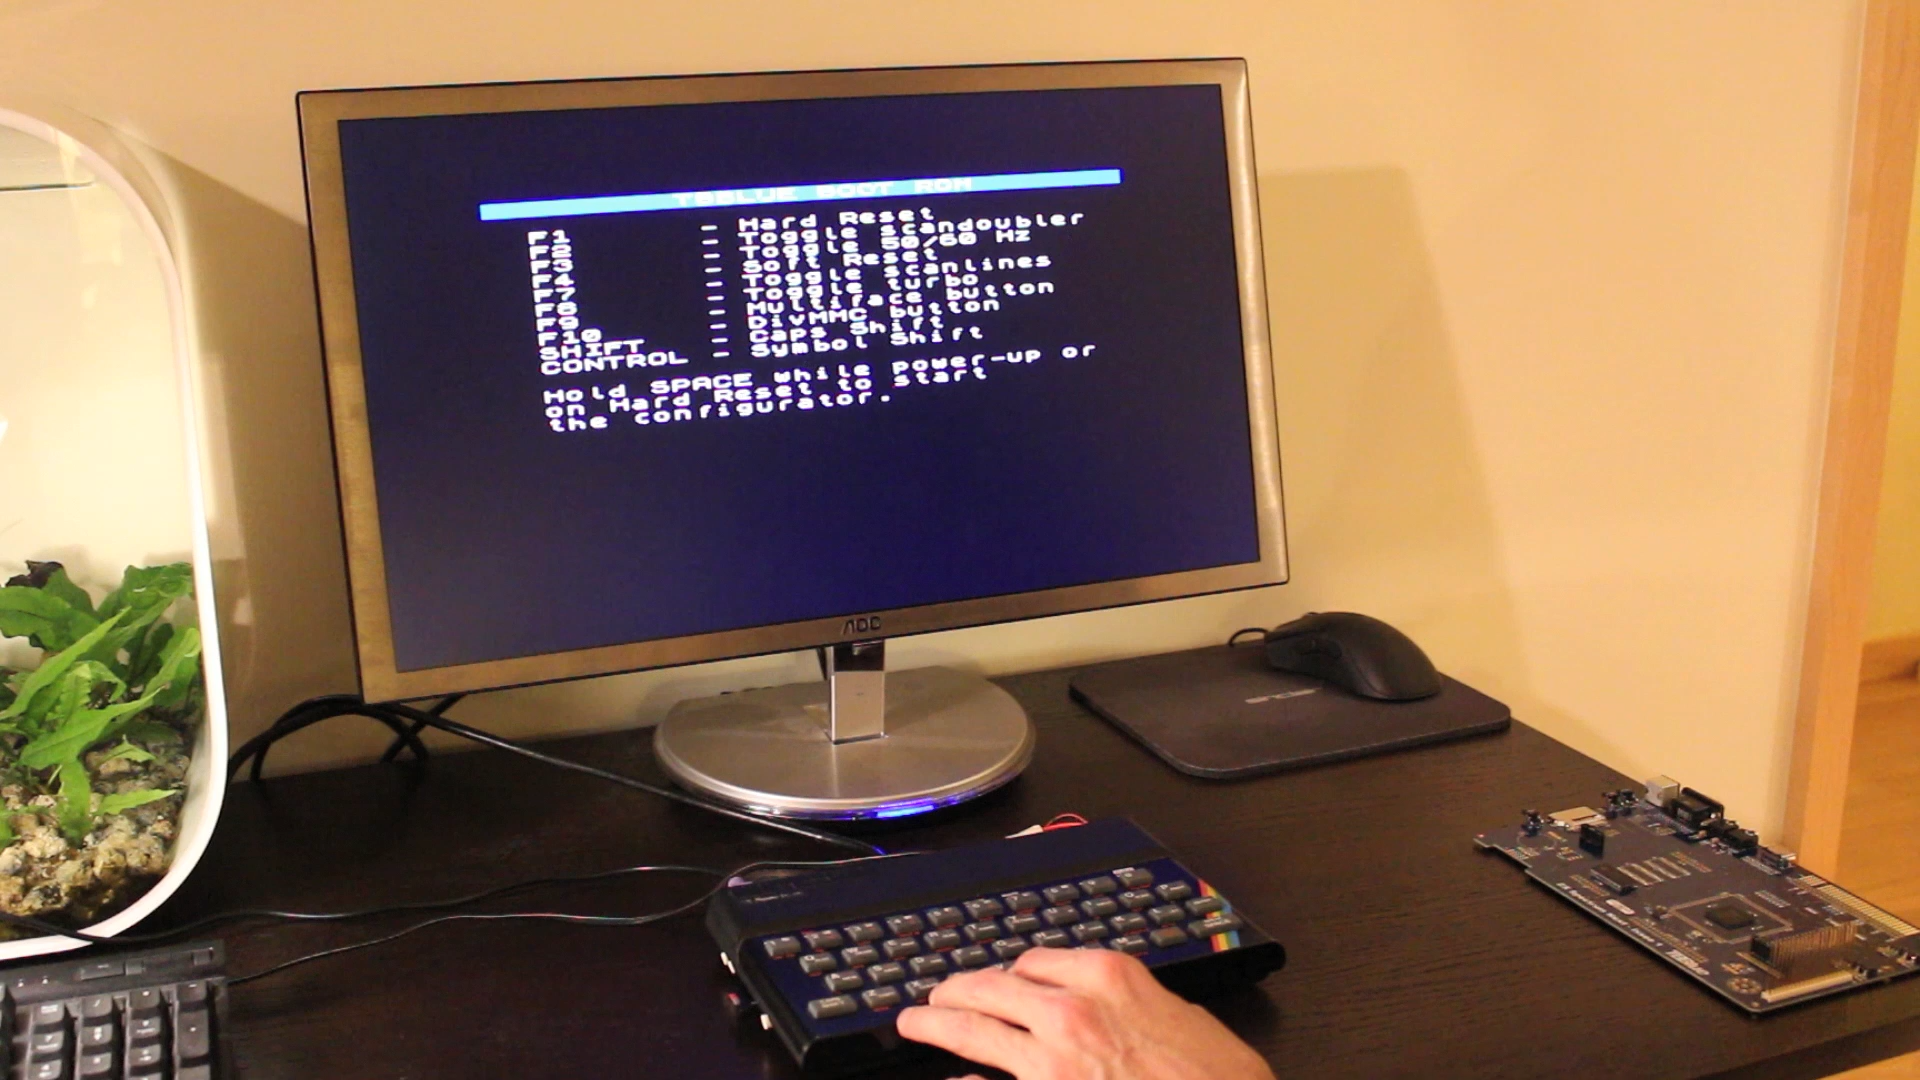 TBBLUE BOOT ROM
F1 - Hard Reset
F2 - Toggle scandoubler
F3 - Toggle 50/60 Hz
F4 - Soft Reset
F7 - Toggle scanlines
F8 - Toggle turbo
F9 - Multiface button
F10 - DivMMC button
SHIFT - Caps Shift
CONTROL - Symbol Shift
Hold SPACE while power-up or
on Hard Reset to start
the configurator.
AOC